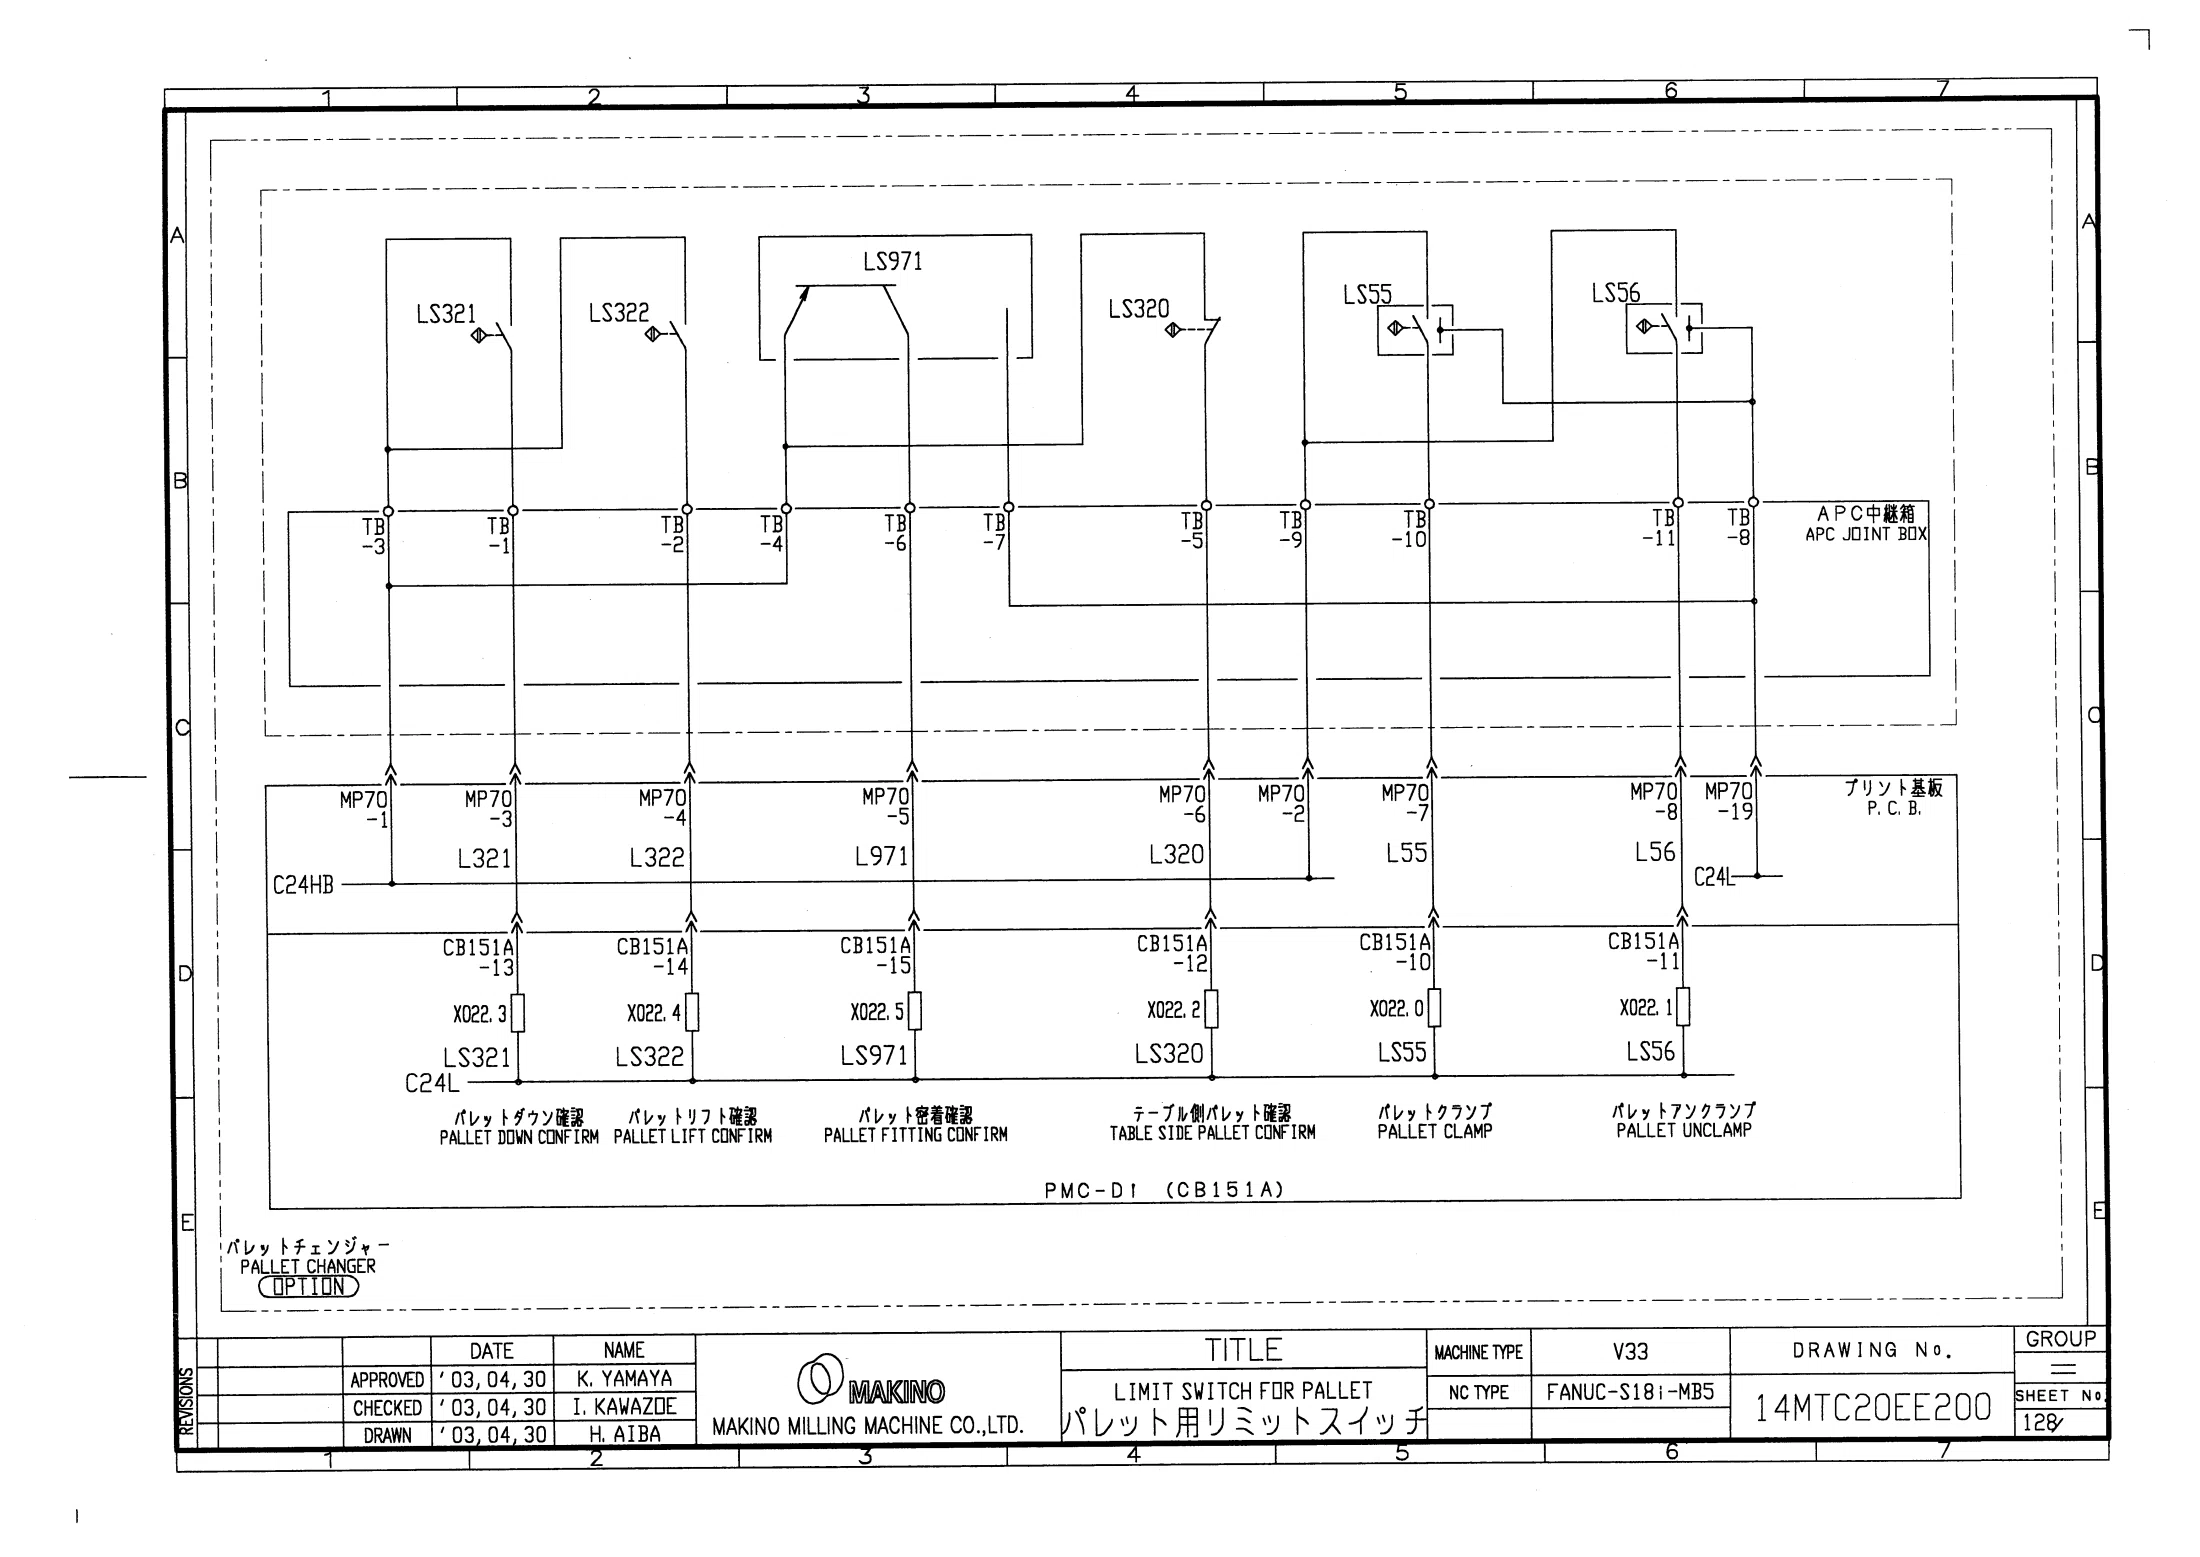 1 2 3 4 5 6 7
A A
LS971
LS321 LS322 LS320 LS55 LS56
B B
TB TB TB TB TB TB TB TB TB TB TB
-3 -1 -2 -4 -6 -7 -5 -9 -10 -11 -8
APC中継箱
APC JOINT BOX
C C
MP70 MP70 MP70 MP70 MP70 MP70 MP70 MP70 MP70
-1 -3 -4 -5 -6 -2 -7 -8 -19
プリント基板
P. C. B.
L321 L322 L971 L320 L55 L56
C24HB C24L
CB151A CB151A CB151A CB151A CB151A CB151A
-13 -14 -15 -12 -10 -11
D D
X022.3 X022.4 X022.5 X022.2 X022.0 X022.1
LS321 LS322 LS971 LS320 LS55 LS56
C24L
パレットダウン確認 パレットリフト確認 パレット密着確認 テーブル側パレット確認 パレットクランプ パレットアンクランプ
PALLET DOWN CONFIRM PALLET LIFT CONFIRM PALLET FITTING CONFIRM TABLE SIDE PALLET CONFIRM PALLET CLAMP PALLET UNCLAMP
PMC-DI (CB151A)
E E
パレットチェンジャー
PALLET CHANGER
OPTION
REVISIONS
DATE NAME
APPROVED '03,04,30 K. YAMAYA
CHECKED '03,04,30 I. KAWAZOE
DRAWN '03,04,30 H. AIBA
MAKINO
MAKINO MILLING MACHINE CO.,LTD.
TITLE
LIMIT SWITCH FOR PALLET
パレット用リミットスイッチ
MACHINE TYPE V33
NC TYPE FANUC-S18i-MB5
DRAWING No.
14MTC20EE200
GROUP
=
SHEET No.
128/
1 2 3 4 5 6 7